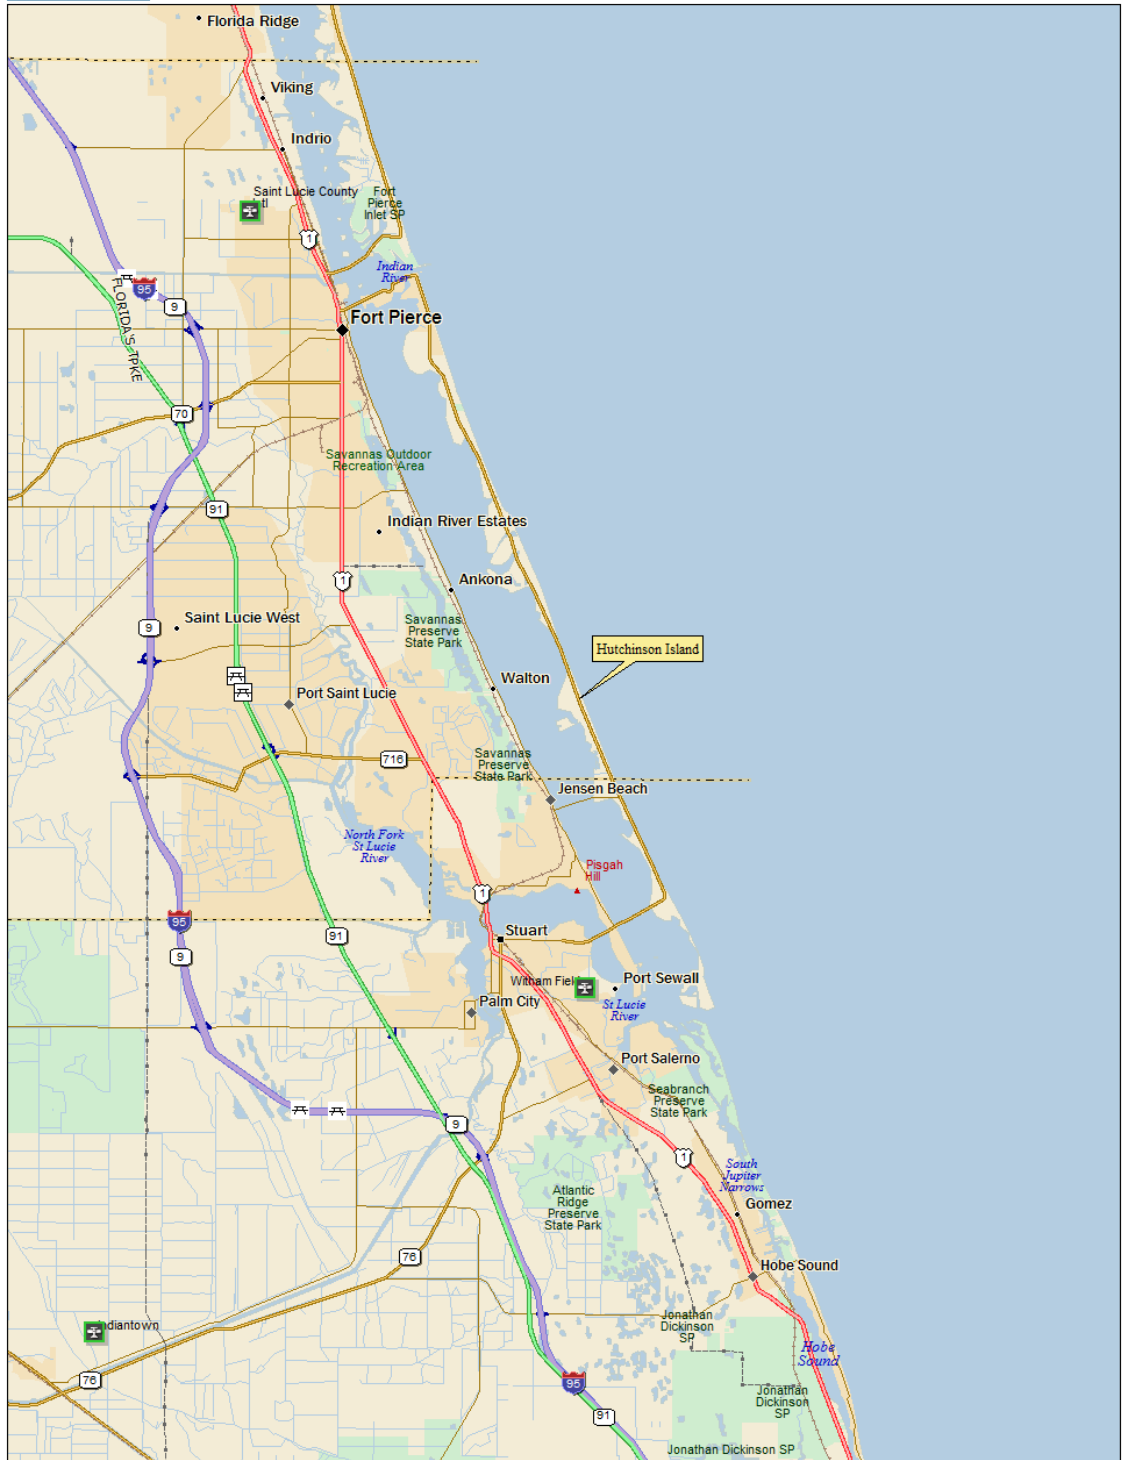 Florida Ridge
Viking
Indrio
Saint Lucie County
Intl
Fort
Pierce
Inlet SP
1
Indian
River
95
9
FLORIDA'S TPKE
Fort Pierce
70
Savannas Outdoor
Recreation Area
91
Indian River Estates
1
Ankona
Saint Lucie West
9
Savannas
Preserve
State Park
Hutchinson Island
Walton
Port Saint Lucie
716
Savannas
Preserve
State Park
Jensen Beach
North Fork
St Lucie
River
Pisgah
Hill
1
95
91
Stuart
9
Witham Field
Port Sewall
Palm City
St Lucie
River
Port Salerno
Seabranch
Preserve
State Park
9
1
South
Jupiter
Narrows
Atlantic
Ridge
Preserve
State Park
Gomez
76
Hobe Sound
Indiantown
Jonathan
Dickinson
SP
Hobe
Sound
76
95
Jonathan
Dickinson
SP
91
Jonathan Dickinson SP